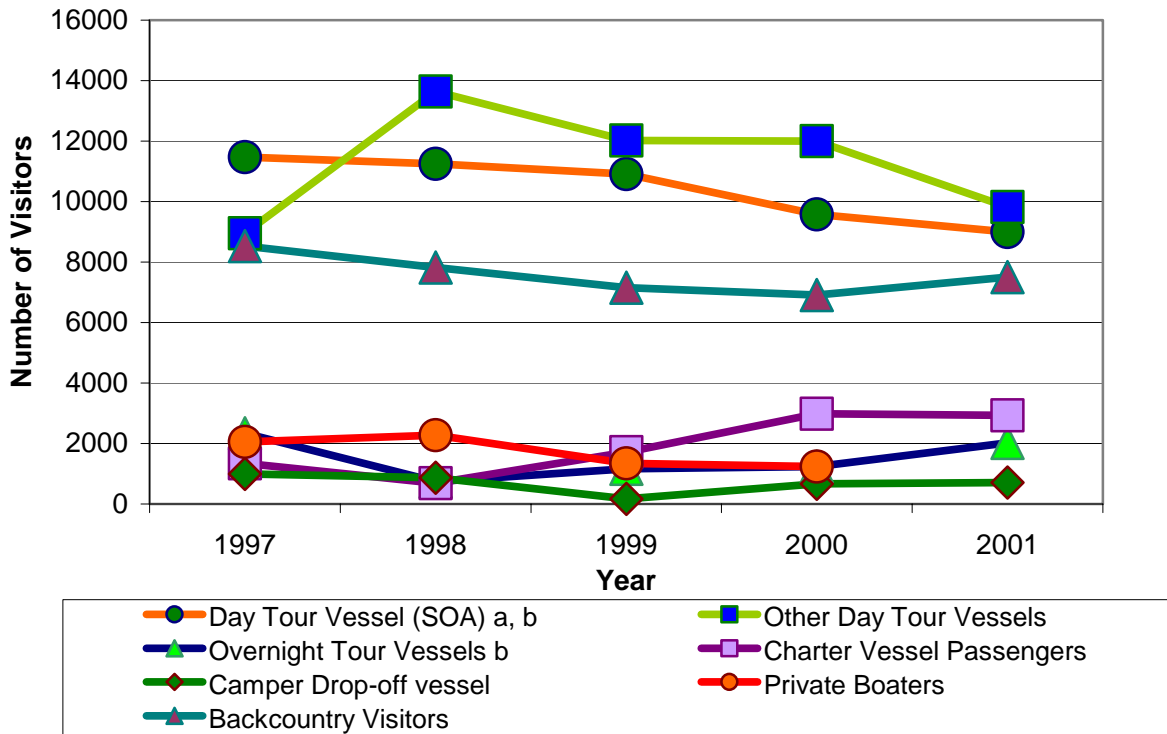 16000
14000
12000
10000
8000
6000
4000
2000
0
Number of Visitors
1997 1998 1999 2000 2001
Year
Day Tour Vessel (SOA) a, b Other Day Tour Vessels
Overnight Tour Vessels b Charter Vessel Passengers
Camper Drop-off vessel Private Boaters
Backcountry Visitors